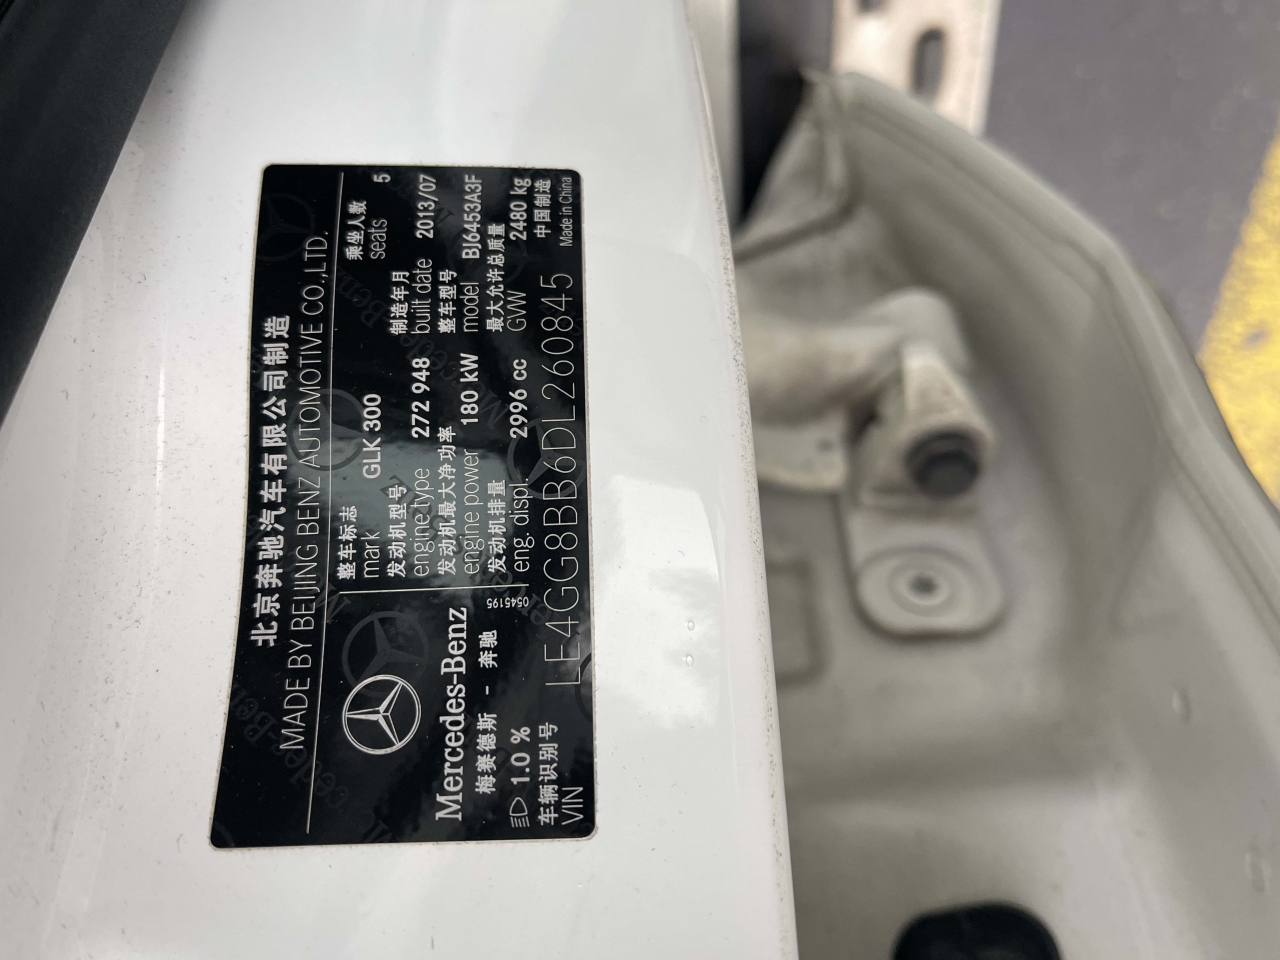 北京奔驰汽车有限公司制造
MADE BY BEIJING BENZ AUTOMOTIVE CO.,LTD.
整车标志
mark GLK 300
乘坐人数
seats 5
发动机型号
engine type 272 948
制造年月
built date 2013/07
发动机最大净功率
engine power 180 kW
整车型号
model BJ6453A3F
发动机排量
eng. displ. 2996 cc
最大允许总质量
GVW 2480 kg
Mercedes-Benz
梅赛德斯 - 奔驰
0545195
1.0 %
中国制造
Made in China
车辆识别号
VIN LE4GG8BB6DL260845